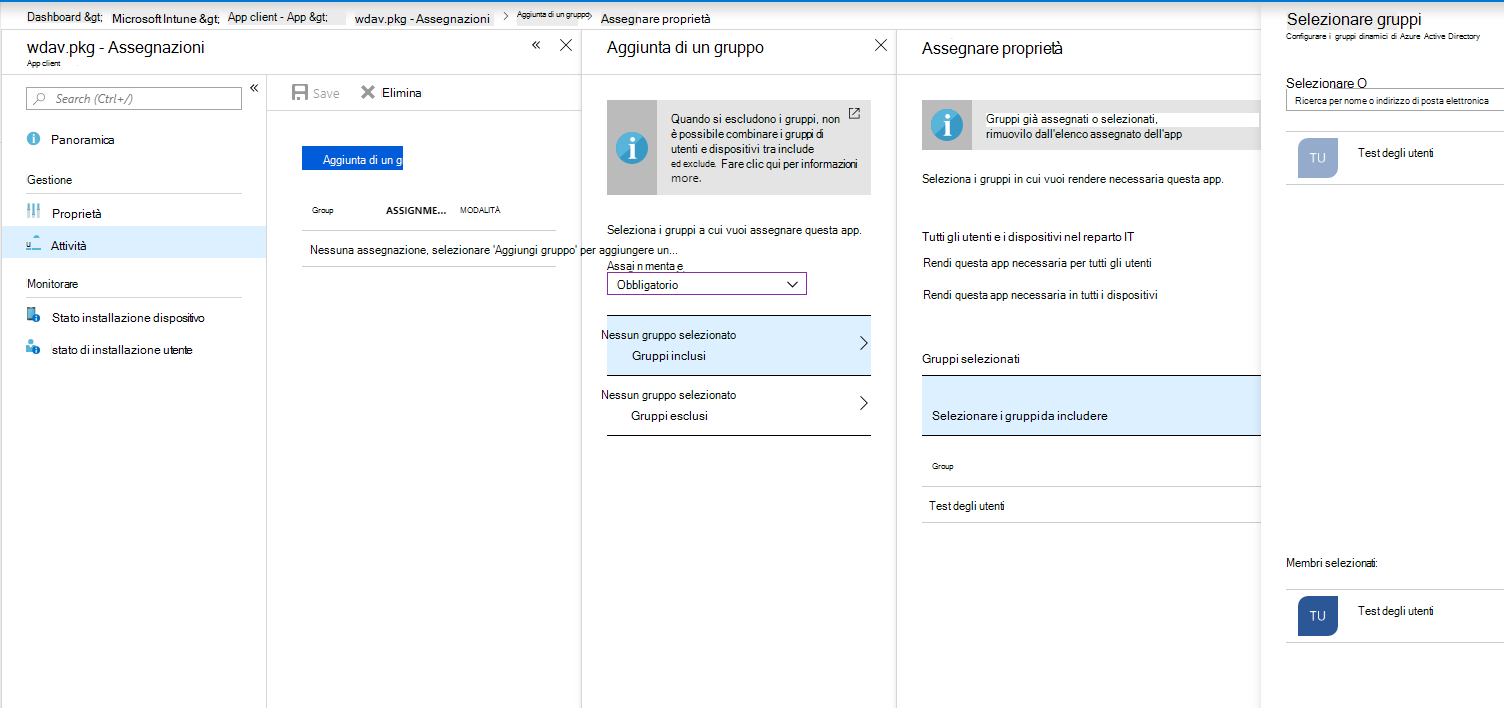 Dashboard &gt; Microsoft Intune &gt; App client - App &gt; wdav.pkg - Assegnazioni > Aggiunta di un gruppo> Assegnare proprietà
wdav.pkg - Assegnazioni
App client
Search (Ctrl+/)
Panoramica
Gestione
Proprietà
Attività
Monitorare
Stato installazione dispositivo
stato di installazione utente
Save
Elimina
Aggiunta di un g
Group ASSIGNME... MODALITÀ
Nessuna assegnazione, selezionare 'Aggiungi gruppo' per aggiungere un...
Aggiunta di un gruppo
Quando si escludono i gruppi, non
è possibile combinare i gruppi di
utenti e dispositivi tra include
ed exclude. Fare clic qui per informazioni
more.
Seleziona i gruppi a cui vuoi assegnare questa app.
Assai n menta e
Obbligatorio
Nessun gruppo selezionato
Gruppi inclusi
Nessun gruppo selezionato
Gruppi esclusi
Assegnare proprietà
Gruppi già assegnati o selezionati,
rimuovilo dall'elenco assegnato dell'app
Seleziona i gruppi in cui vuoi rendere necessaria questa app.
Tutti gli utenti e i dispositivi nel reparto IT
Rendi questa app necessaria per tutti gli utenti
Rendi questa app necessaria in tutti i dispositivi
Gruppi selezionati
Selezionare i gruppi da includere
Group
Test degli utenti
Selezionare gruppi
Configurare i gruppi dinamici di Azure Active Directory
Selezionare O
Ricerca per nome o indirizzo di posta elettronica
TU
Test degli utenti
Membri selezionati:
TU
Test degli utenti